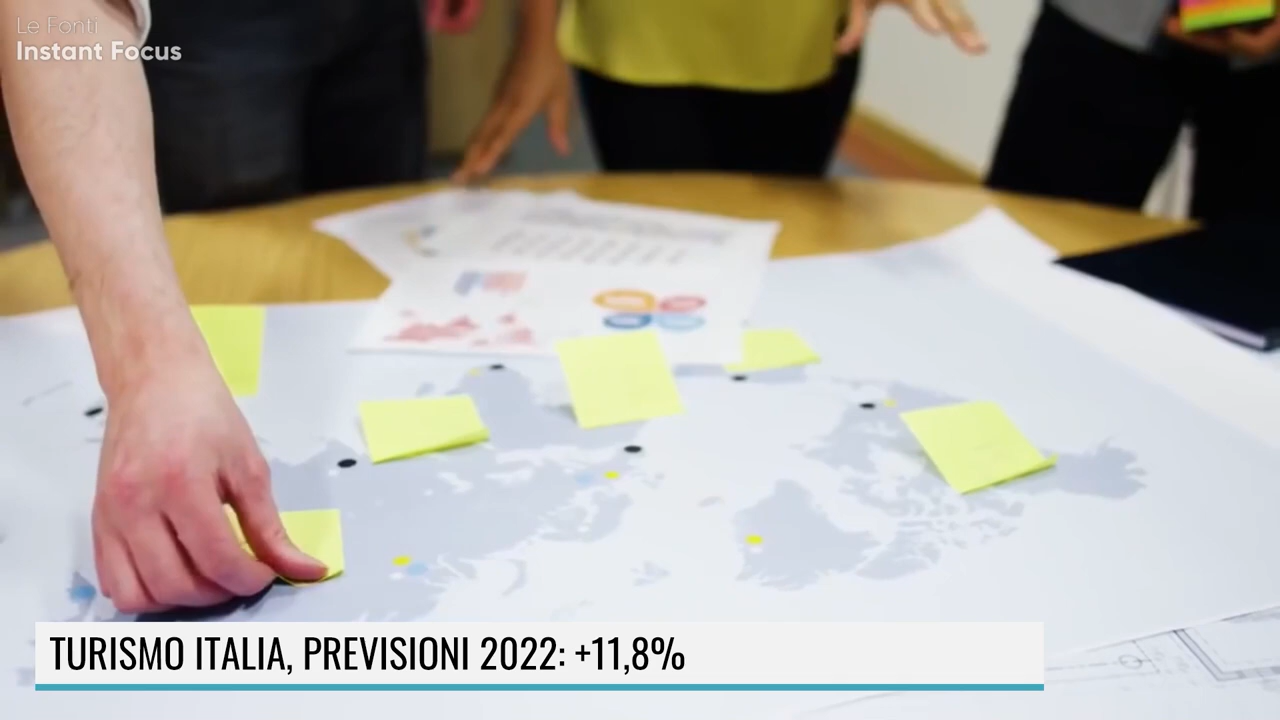 Le Fonti
Instant Focus
TURISMO ITALIA, PREVISIONI 2022: +11,8%